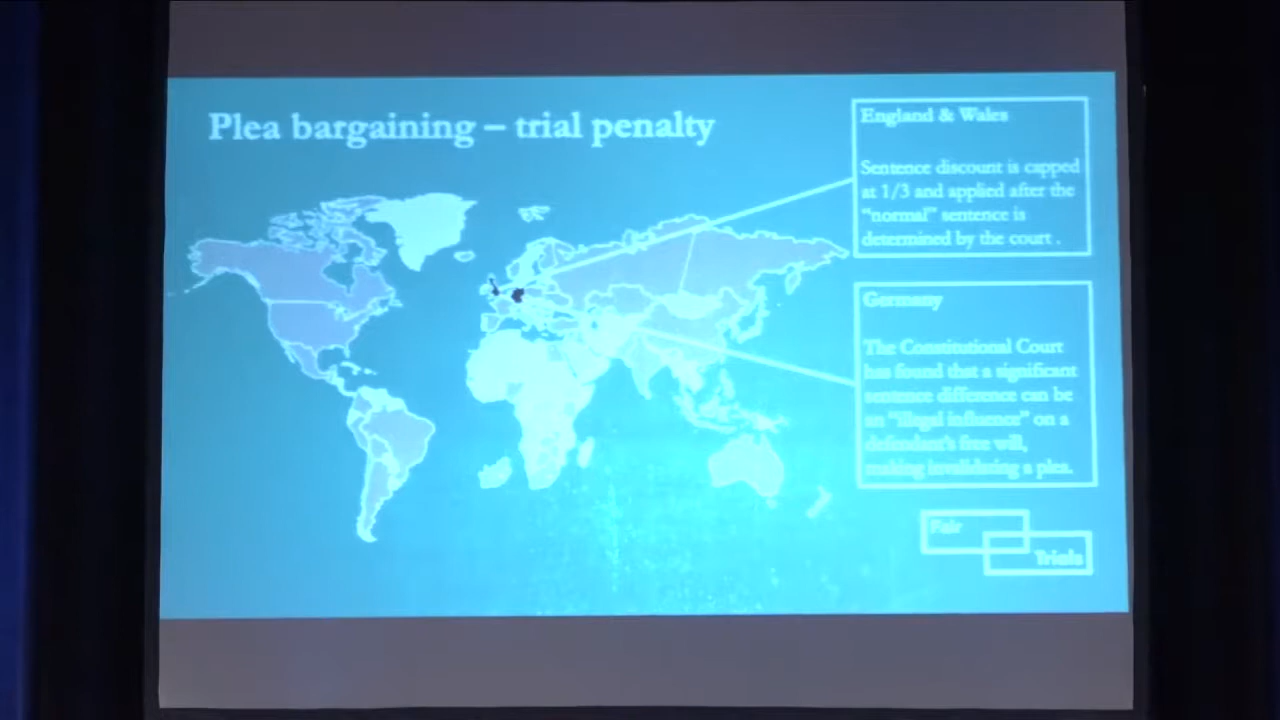 Plea bargaining – trial penalty
England & Wales
Sentence discount is capped
at 1/3 and applied after the
“normal” sentence is
determined by the court .
Germany
The Constitutional Court
has found that a significant
sentence difference can be
an “illegal influence” on a
defendant's free will,
making invalidating a plea.
Fair
Trials